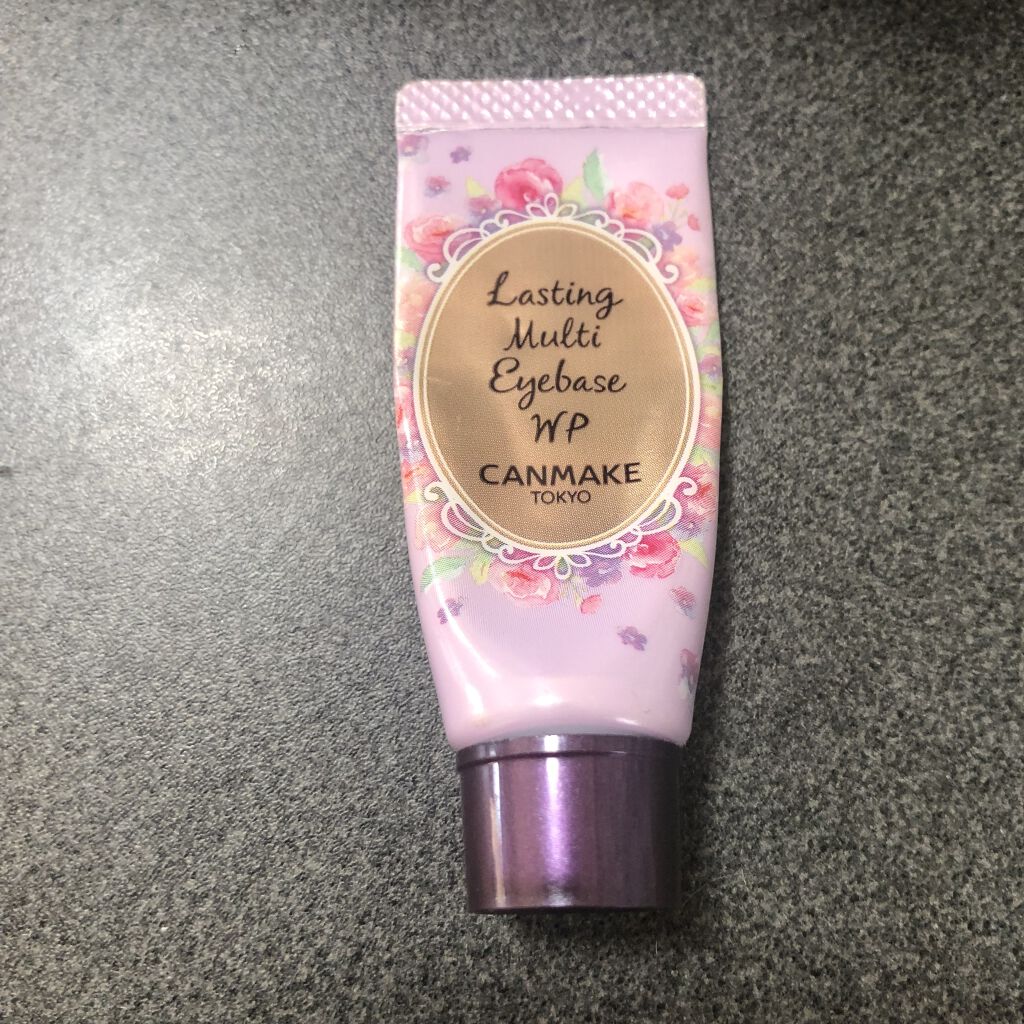 Lasting
Multi
Eyebase
WP
CANMAKE
TOKYO